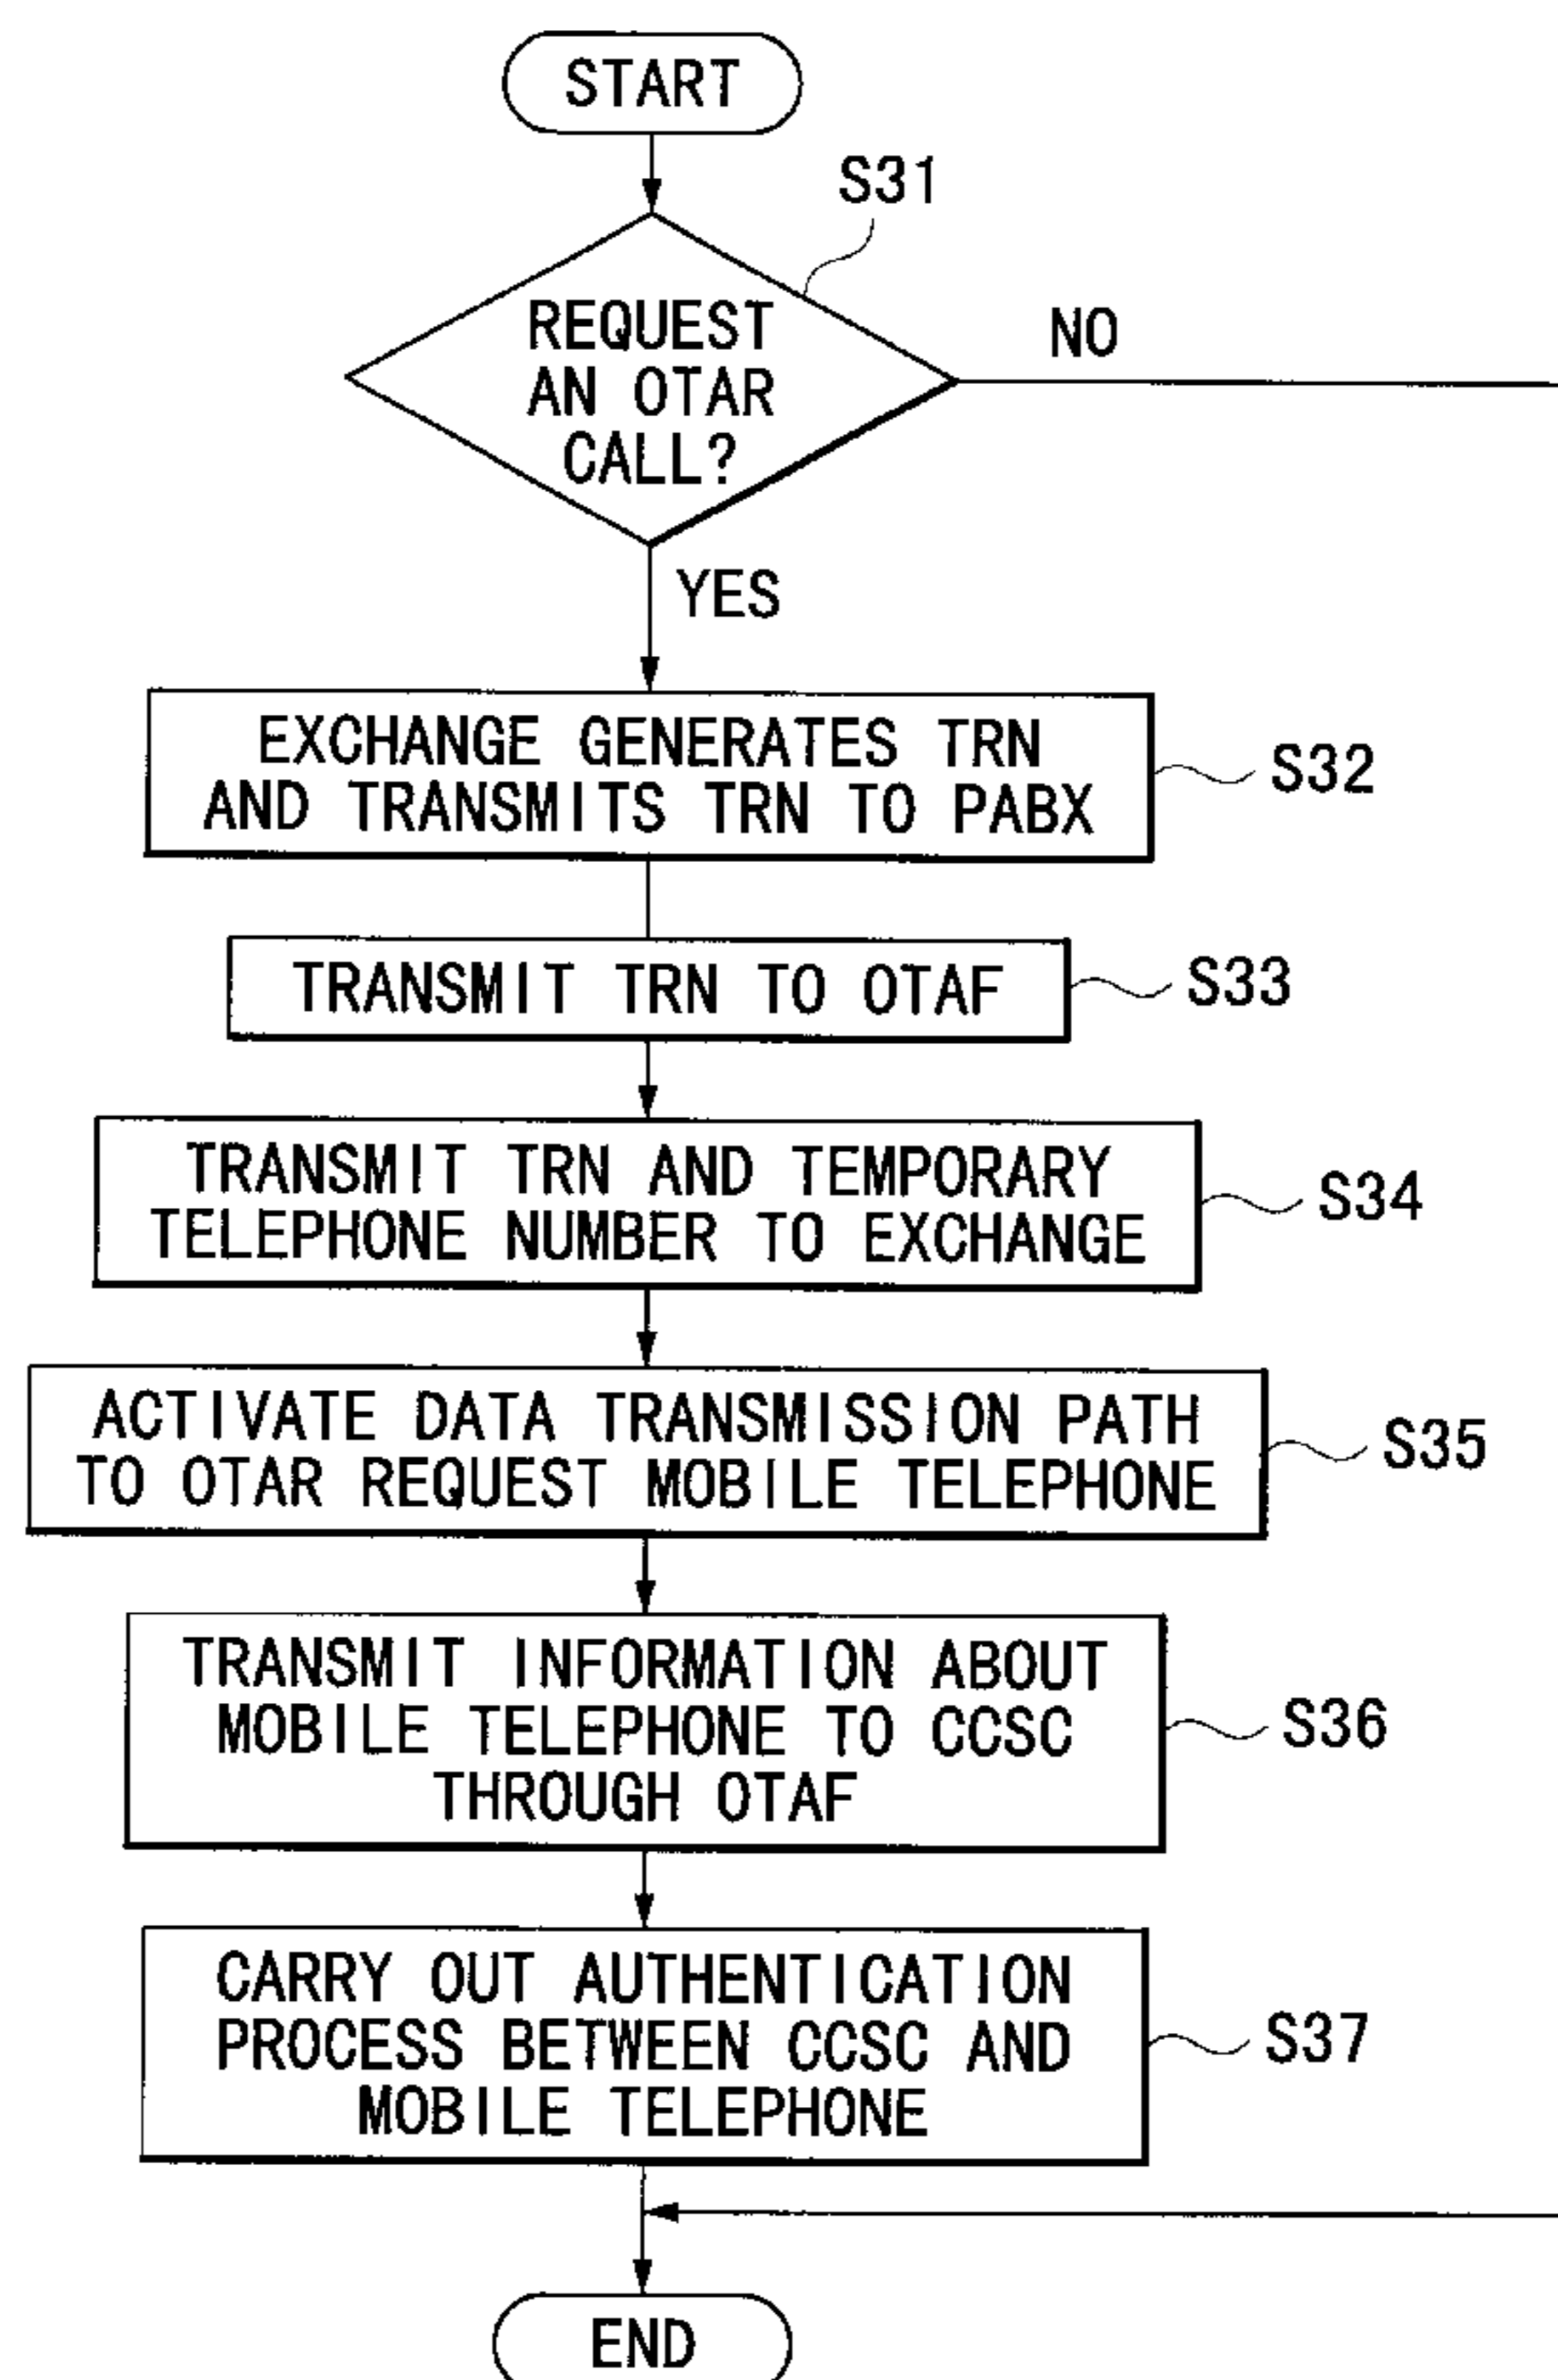 START
S31
REQUEST
AN OTAR
CALL?
NO
YES
EXCHANGE GENERATES TRN
AND TRANSMITS TRN TO PABX
S32
TRANSMIT TRN TO OTAF
S33
TRANSMIT TRN AND TEMPORARY
TELEPHONE NUMBER TO EXCHANGE
S34
ACTIVATE DATA TRANSMISSION PATH
TO OTAR REQUEST MOBILE TELEPHONE
S35
TRANSMIT INFORMATION ABOUT
MOBILE TELEPHONE TO CCSC
THROUGH OTAF
S36
CARRY OUT AUTHENTICATION
PROCESS BETWEEN CCSC AND
MOBILE TELEPHONE
S37
END